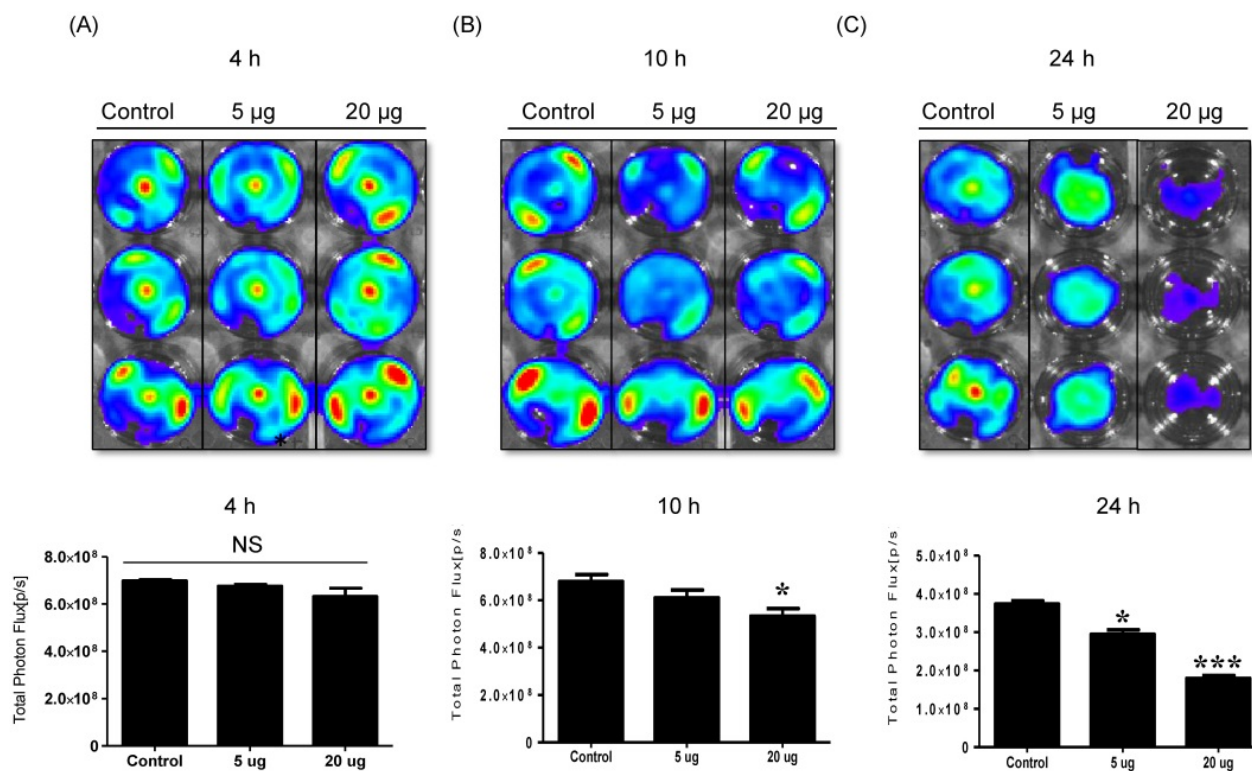 (A) (B) (C)
4 h 10 h 24 h
Control 5 µg 20 µg Control 5 µg 20 µg Control 5 µg 20 µg
*
4 h 10 h 24 h
NS
Total Photon Flux[p/s]
8.0×10⁸
6.0×10⁸
4.0×10⁸
2.0×10⁸
0
Control 5 ug 20 ug
Total Photon Flux[p/s
8.0×10⁸
6.0×10⁸
4.0×10⁸
2.0×10⁸
0
*
Control 5 ug 20 ug
Total Photon Flux[p/s
5.0×10⁸
4.0×10⁸
3.0×10⁸
2.0×10⁸
1.0×10⁸
0
*
***
Control 5 ug 20 ug